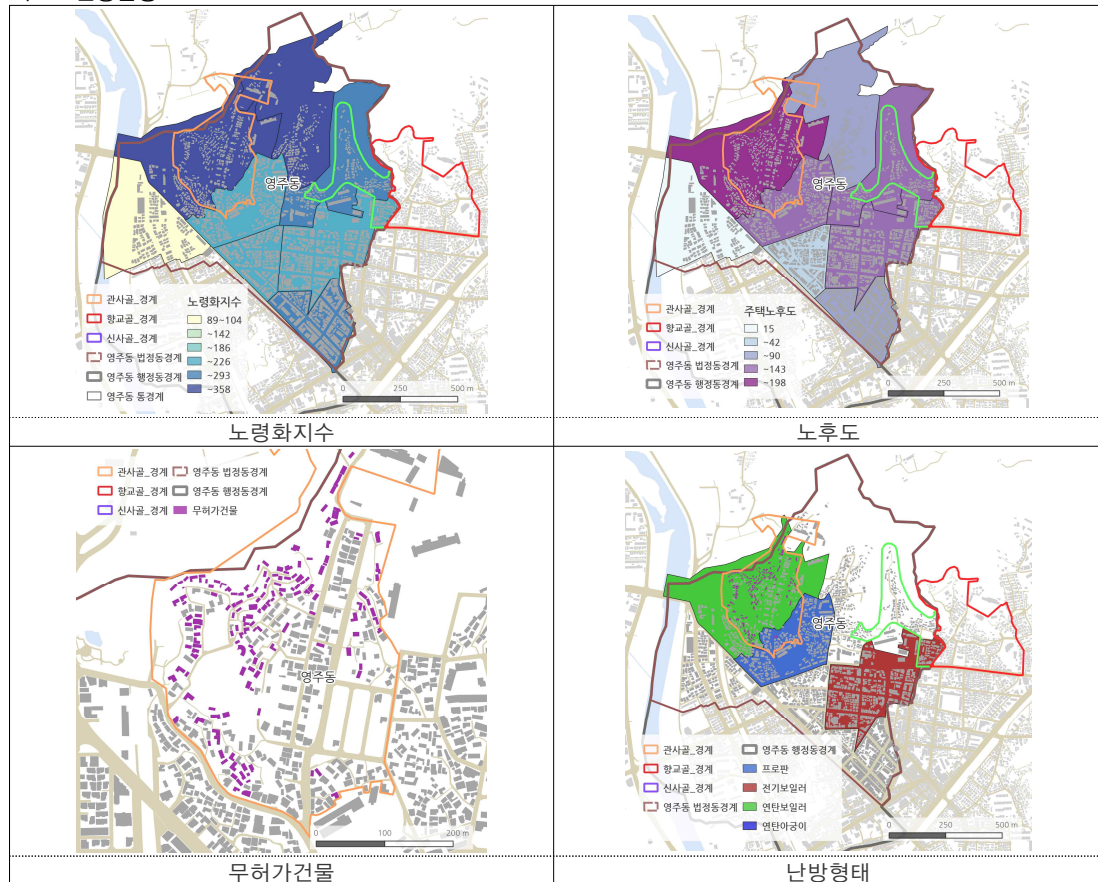 영주동
관사골_경계
향교골_경계
신사골_경계
영주동 법정동경계
영주동 행정동경계
영주동 통경계
노령화지수
89~104
~142
~186
~226
~293
~358
0 250 500 m
노령화지수
영주동
관사골_경계
향교골_경계
신사골_경계
영주동 법정동경계
영주동 행정동경계
주택노후도
15
~42
~90
~143
~198
0 250 500 m
노후도
관사골_경계
향교골_경계
신사골_경계
영주동 법정동경계
영주동 행정동경계
무허가건물
영주동
0 100 200 m
무허가건물
영주동
관사골_경계
향교골_경계
신사골_경계
영주동 법정동경계
영주동 행정동경계
프로판
전기보일러
연탄보일러
연탄아궁이
0 250 500 m
난방형태